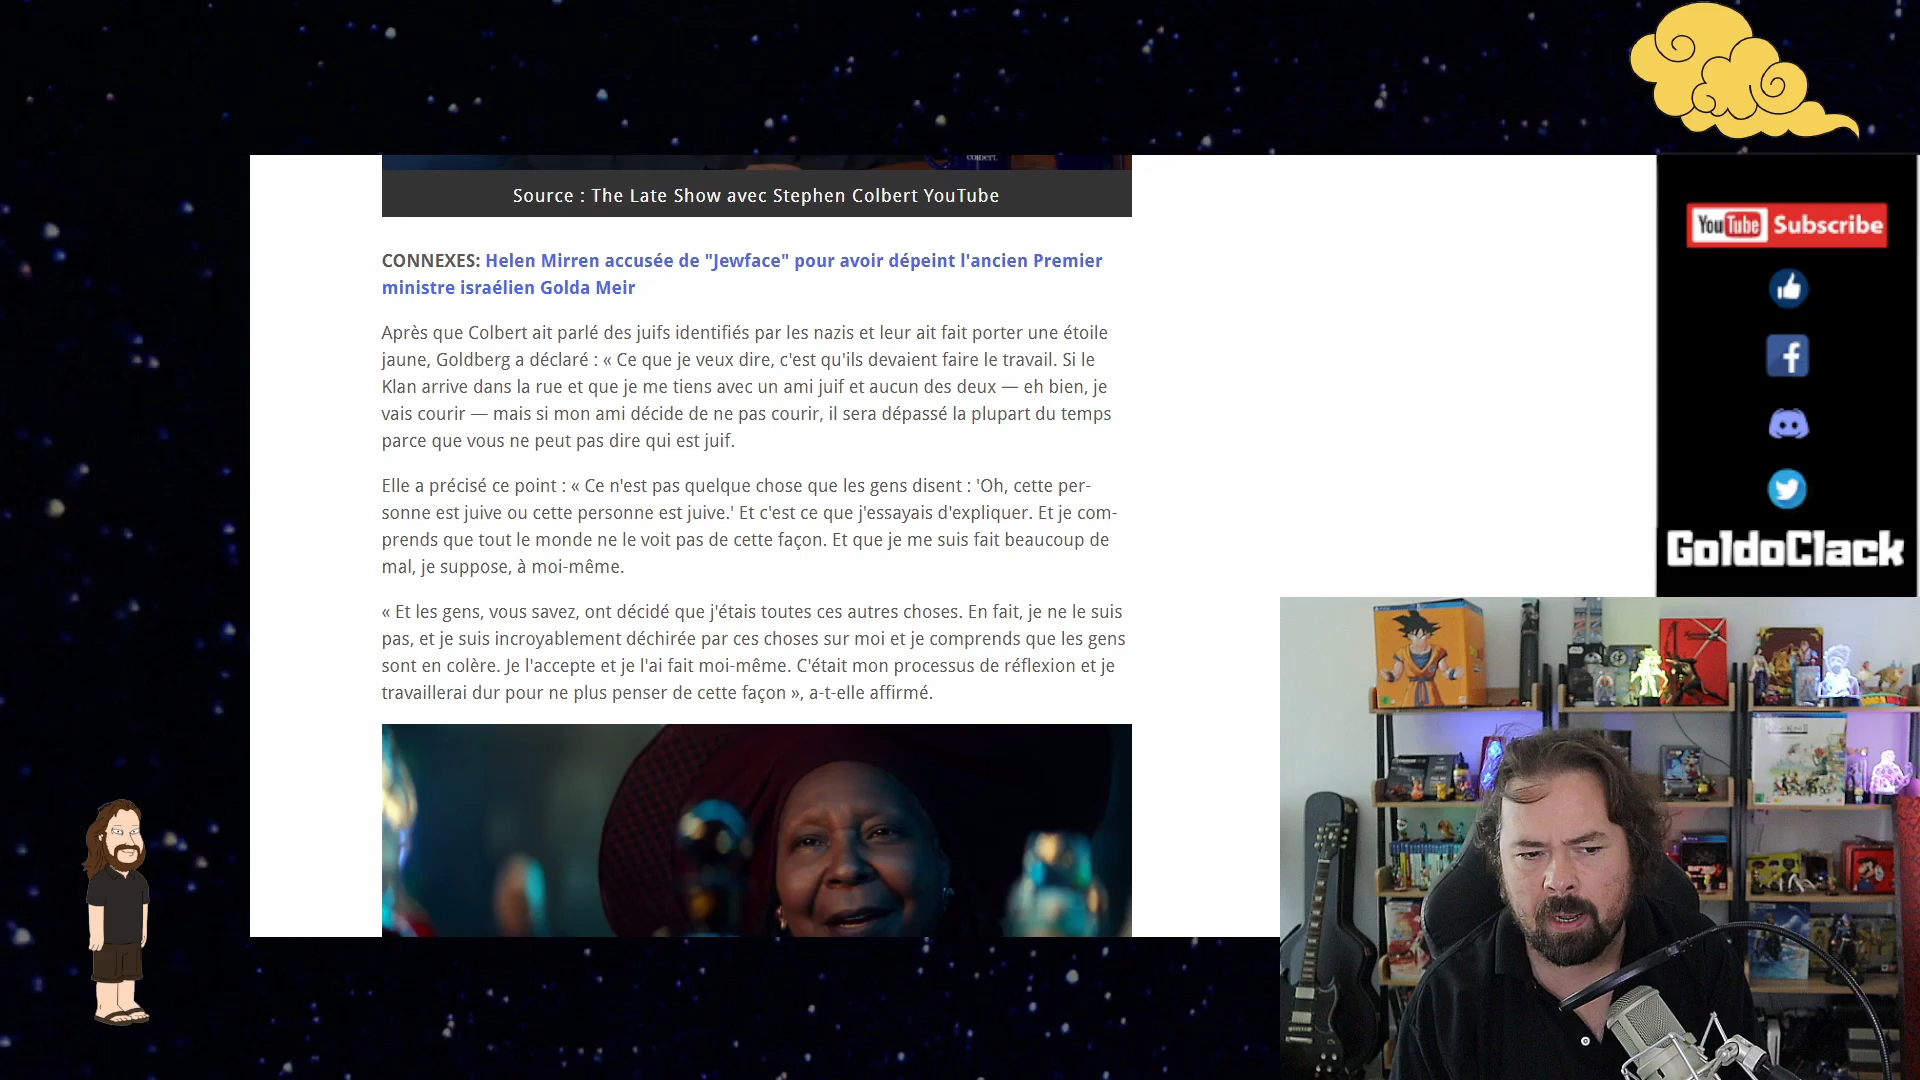 colbert.
Source : The Late Show avec Stephen Colbert YouTube
CONNEXES: Helen Mirren accusée de "Jewface" pour avoir dépeint l'ancien Premier
ministre israélien Golda Meir
Après que Colbert ait parlé des juifs identifiés par les nazis et leur ait fait porter une étoile
jaune, Goldberg a déclaré : « Ce que je veux dire, c'est qu'ils devaient faire le travail. Si le
Klan arrive dans la rue et que je me tiens avec un ami juif et aucun des deux — eh bien, je
vais courir — mais si mon ami décide de ne pas courir, il sera dépassé la plupart du temps
parce que vous ne peut pas dire qui est juif.
Elle a précisé ce point : « Ce n'est pas quelque chose que les gens disent : 'Oh, cette per-
sonne est juive ou cette personne est juive.' Et c'est ce que j'essayais d'expliquer. Et je com-
prends que tout le monde ne le voit pas de cette façon. Et que je me suis fait beaucoup de
mal, je suppose, à moi-même.
« Et les gens, vous savez, ont décidé que j'étais toutes ces autres choses. En fait, je ne le suis
pas, et je suis incroyablement déchirée par ces choses sur moi et je comprends que les gens
sont en colère. Je l'accepte et je l'ai fait moi-même. C'était mon processus de réflexion et je
travaillerai dur pour ne plus penser de cette façon », a-t-elle affirmé.
YouTube Subscribe
GoldoClack